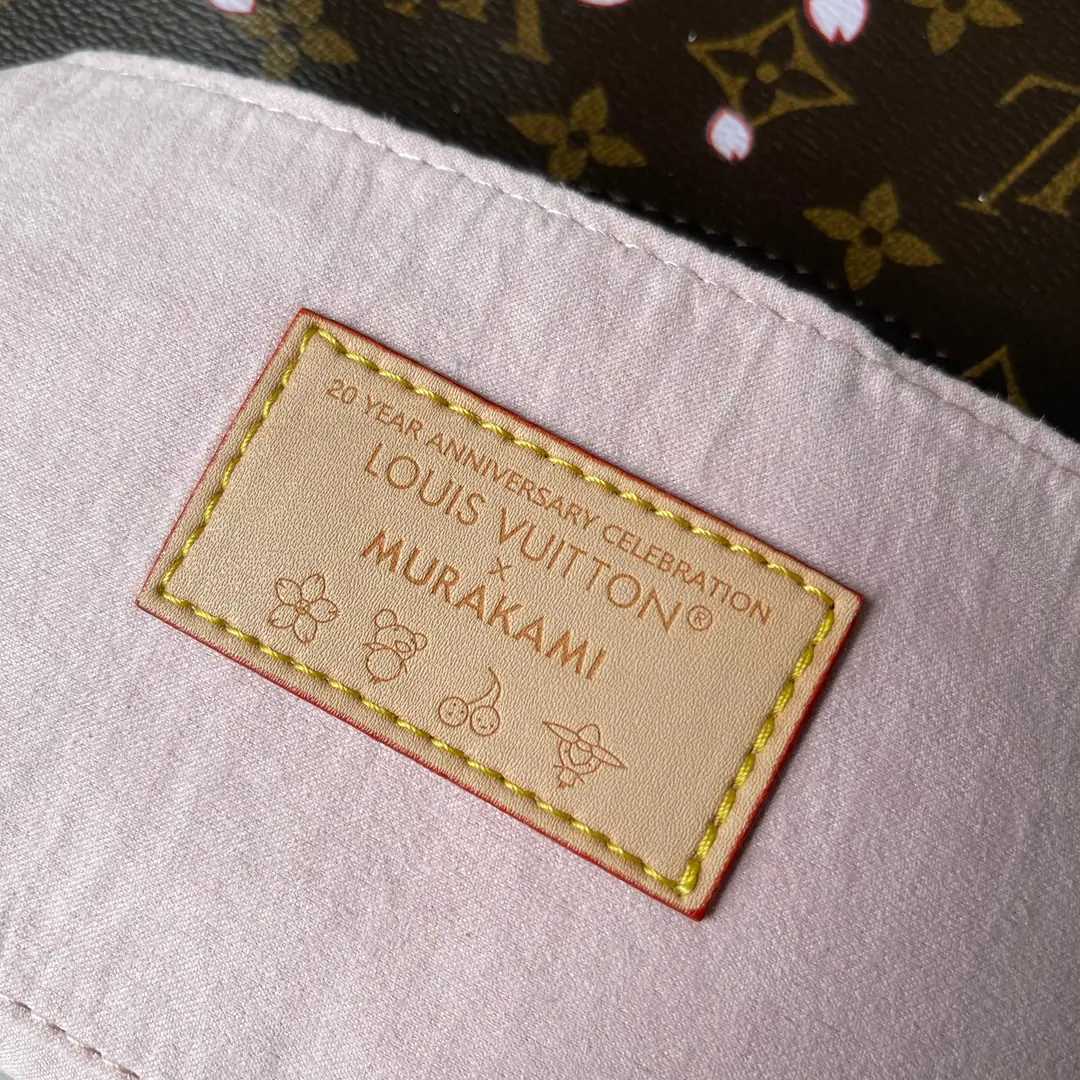 20 YEAR ANNIVERSARY CELEBRATION
LOUIS VUITTON®
×
MURAKAMI